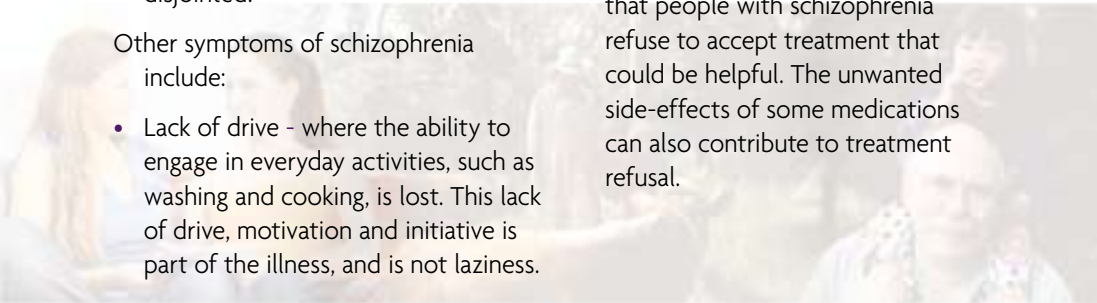 disjointed.
Other symptoms of schizophrenia
include:
• Lack of drive - where the ability to
engage in everyday activities, such as
washing and cooking, is lost. This lack
of drive, motivation and initiative is
part of the illness, and is not laziness.
that people with schizophrenia
refuse to accept treatment that
could be helpful. The unwanted
side-effects of some medications
can also contribute to treatment
refusal.